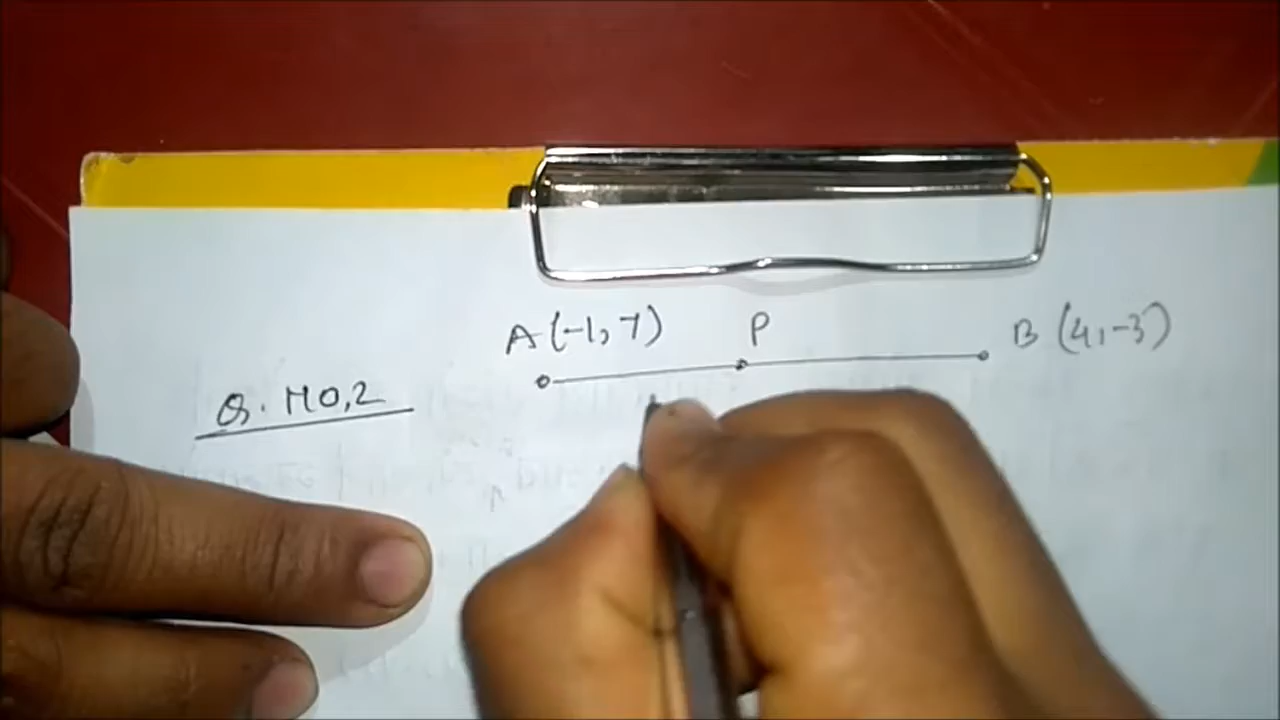 A(-1, 7) P B (4, -3)
Q. NO, 2